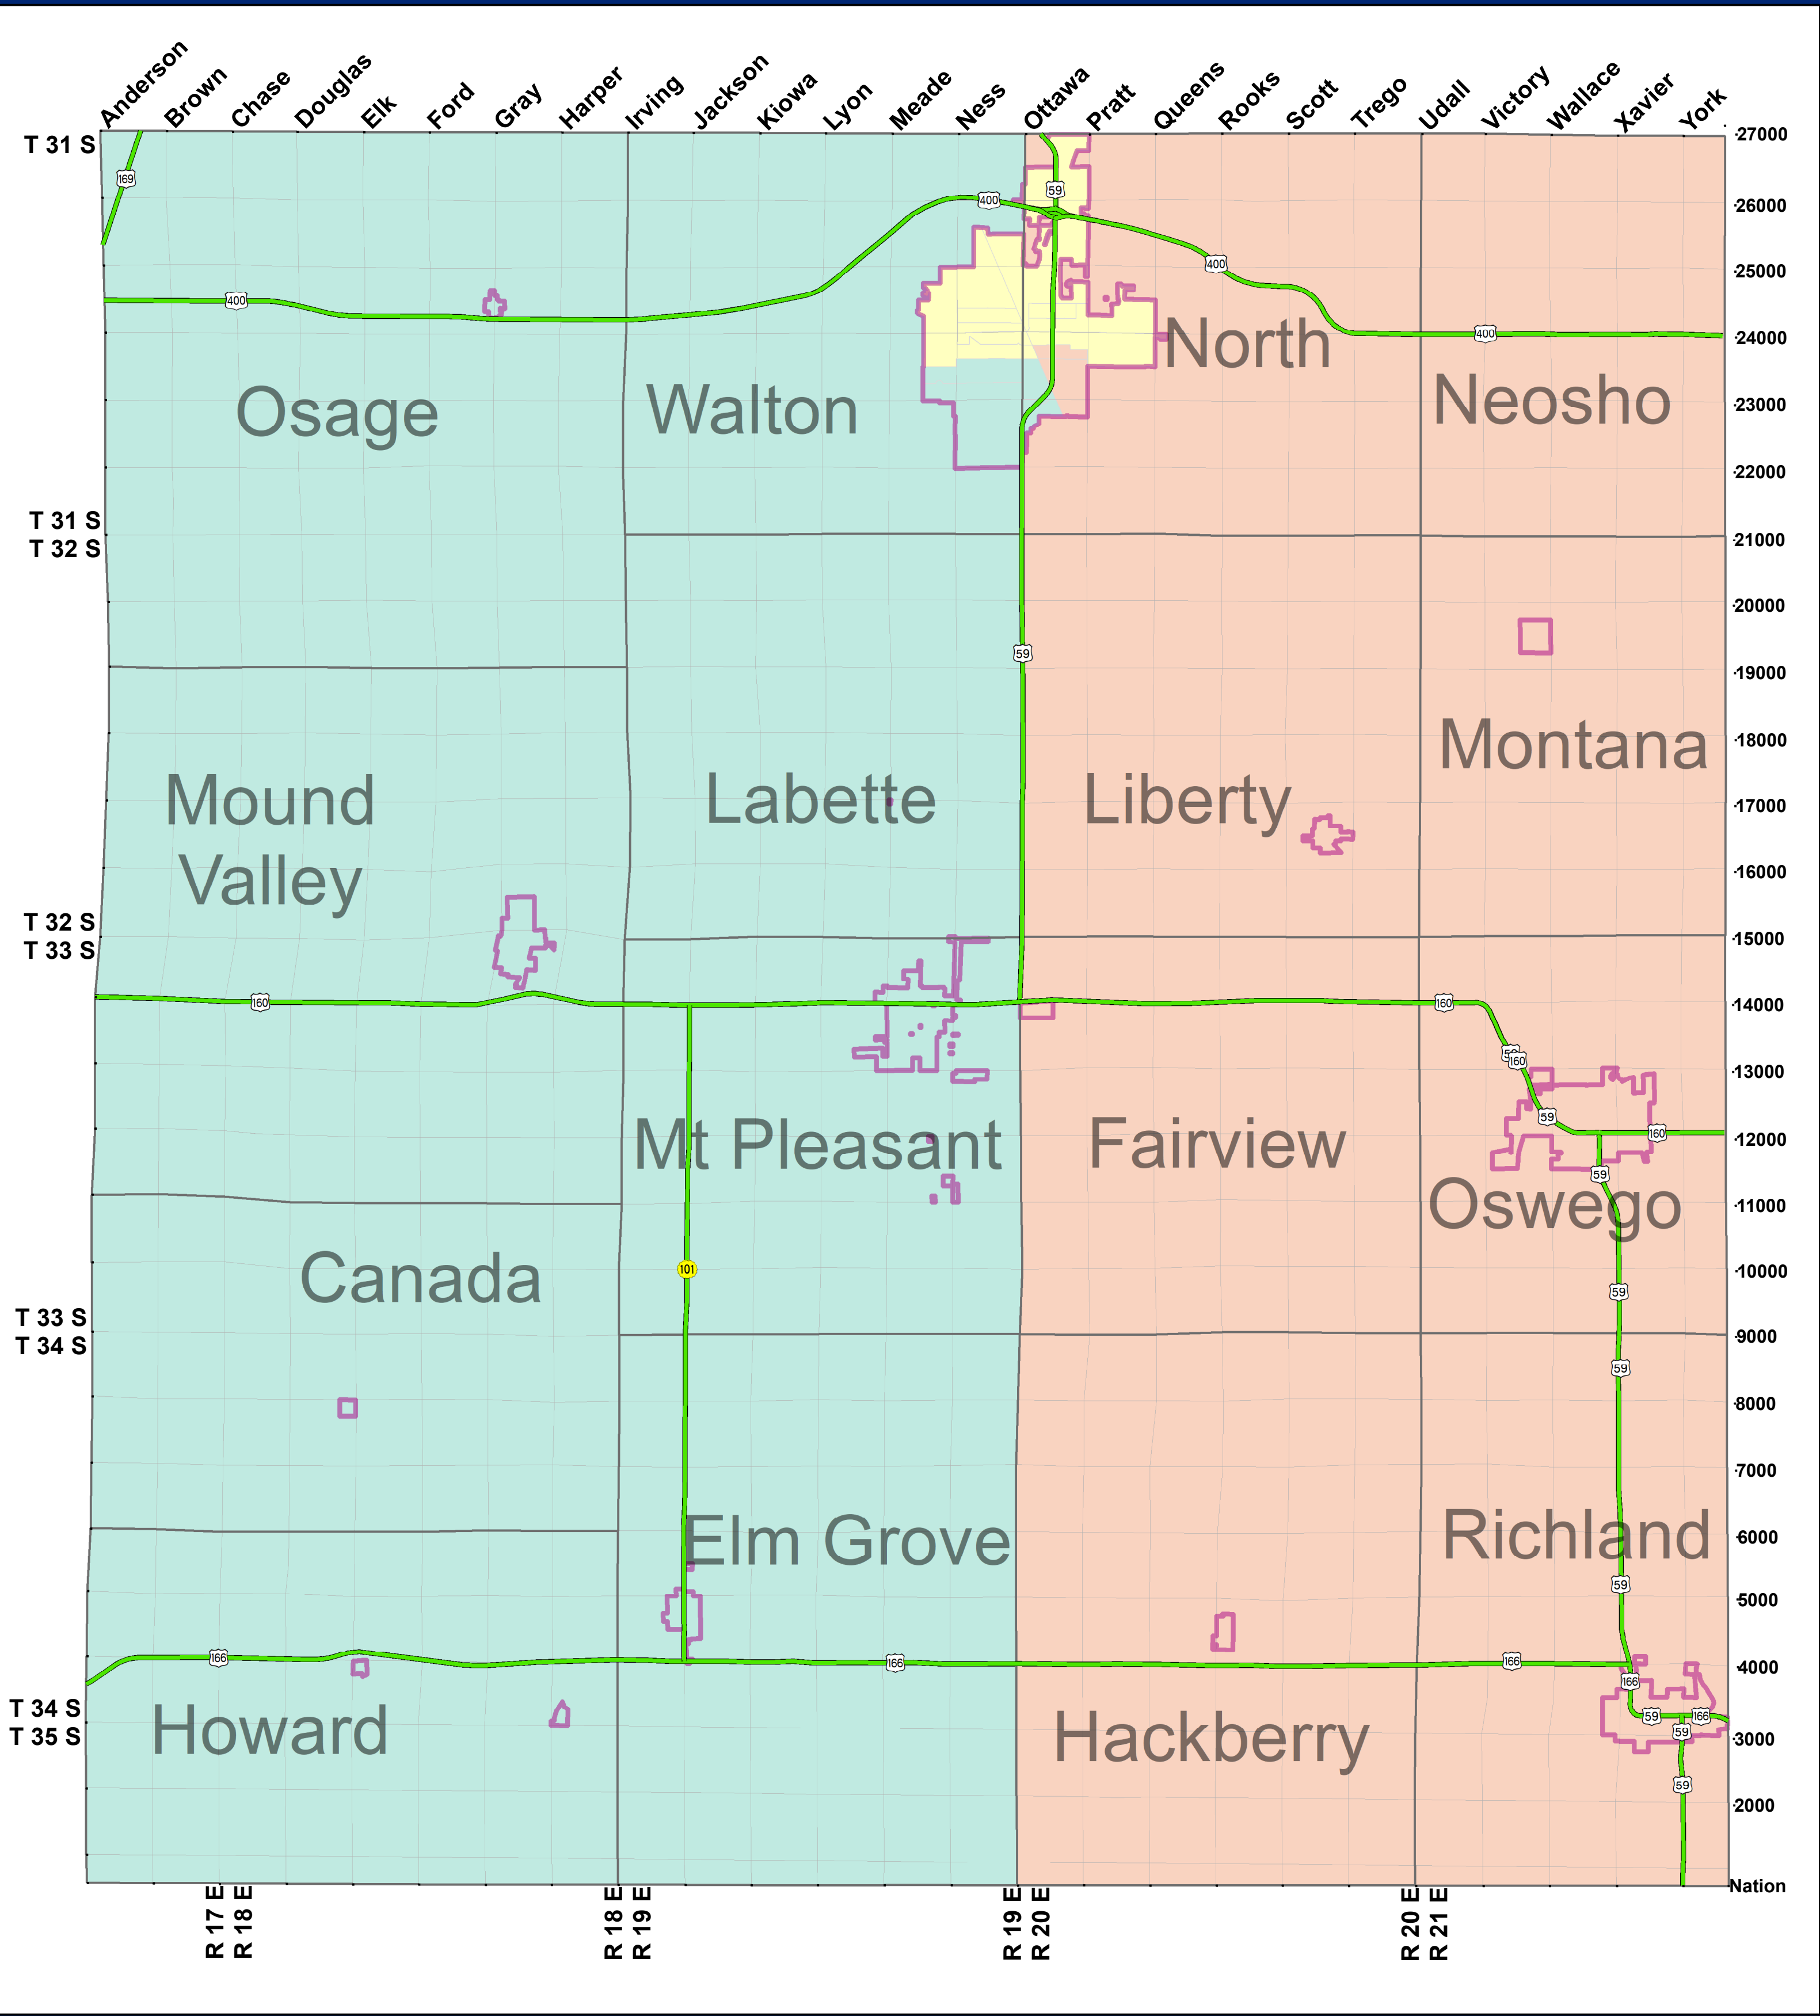 Anderson
Brown
Chase
Douglas
Elk
Ford
Gray
Harper
Irving
Jackson
Kiowa
Lyon
Meade
Ness
Ottawa
Pratt
Queens
Rooks
Scott
Trego
Udall
Victory
Wallace
Xavier
York
27000
T 31 S
169
59
400
26000
400
25000
400
24000
400
North
Osage
Walton
Neosho
23000
22000
T 31 S
T 32 S
21000
20000
59
19000
Montana
18000
Mound
Valley
Labette
Liberty
17000
16000
T 32 S
T 33 S
15000
160
160
14000
59
160
13000
59
160
12000
Mt Pleasant
Fairview
59
Oswego
11000
Canada
101
10000
59
T 33 S
T 34 S
9000
59
8000
7000
Elm Grove
Richland
6000
59
5000
166
166
166
4000
166
T 34 S
T 35 S
Howard
Hackberry
59
166
59
3000
59
2000
Nation
R 17 E
R 18 E
R 18 E
R 19 E
R 19 E
R 20 E
R 20 E
R 21 E